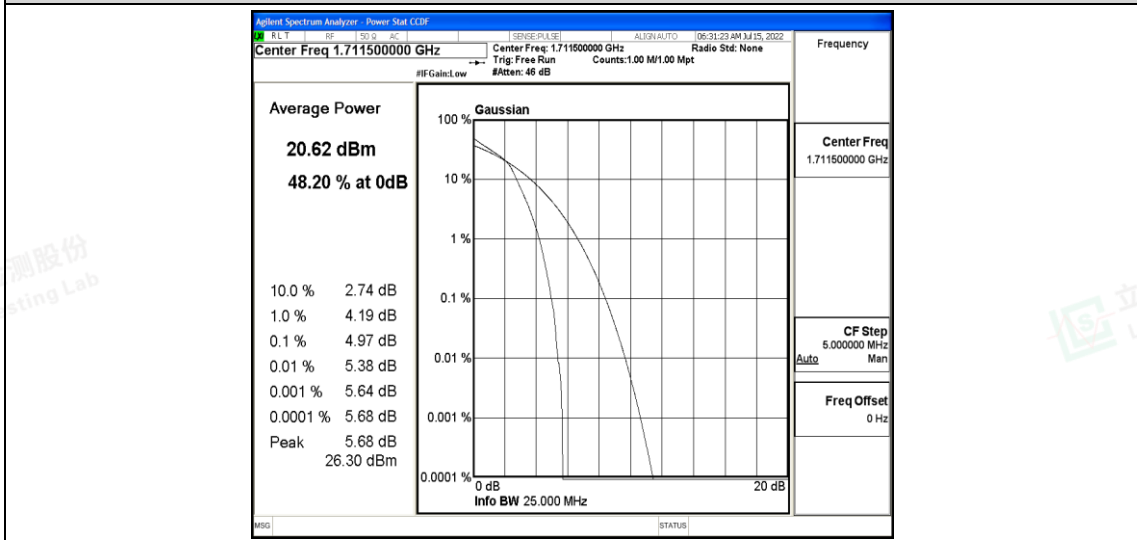 Agilent Spectrum Analyzer - Power Stat CCDF
RLT RF 50 Ω AC SENSE:PULSE ALIGN AUTO 06:31:23 AM Jul 15, 2022
Center Freq 1.711500000 GHz
Center Freq: 1.711500000 GHz Radio Std: None
Trig: Free Run Counts:1.00 M/1.00 Mpt
#IFGain:Low #Atten: 46 dB
Frequency
Average Power
20.62 dBm
48.20 % at 0dB
10.0 % 2.74 dB
1.0 % 4.19 dB
0.1 % 4.97 dB
0.01 % 5.38 dB
0.001 % 5.64 dB
0.0001 % 5.68 dB
Peak 5.68 dB
26.30 dBm
Gaussian
100 %
10 %
1 %
0.1 %
0.01 %
0.001 %
0.0001 %
0 dB 20 dB
Info BW 25.000 MHz
Center Freq
1.711500000 GHz
CF Step
5.000000 MHz
Auto Man
Freq Offset
0 Hz
MSG STATUS
测股份
sting Lab
立